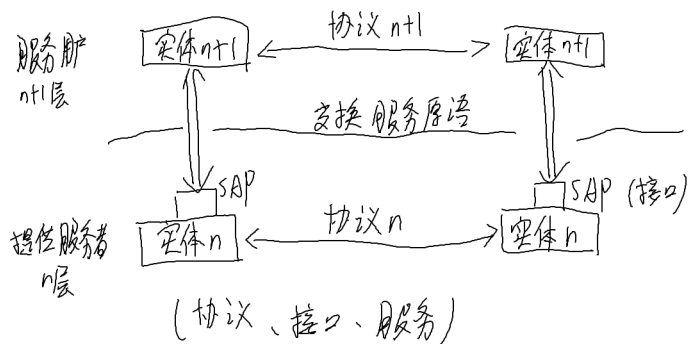 协议n+1
服务用户
n+1层
实体n+1
实体n+1
交换服务原语
SAP
SAP (接口)
提供服务者
n层
实体n
协议n
实体n
(协议、接口、服务)